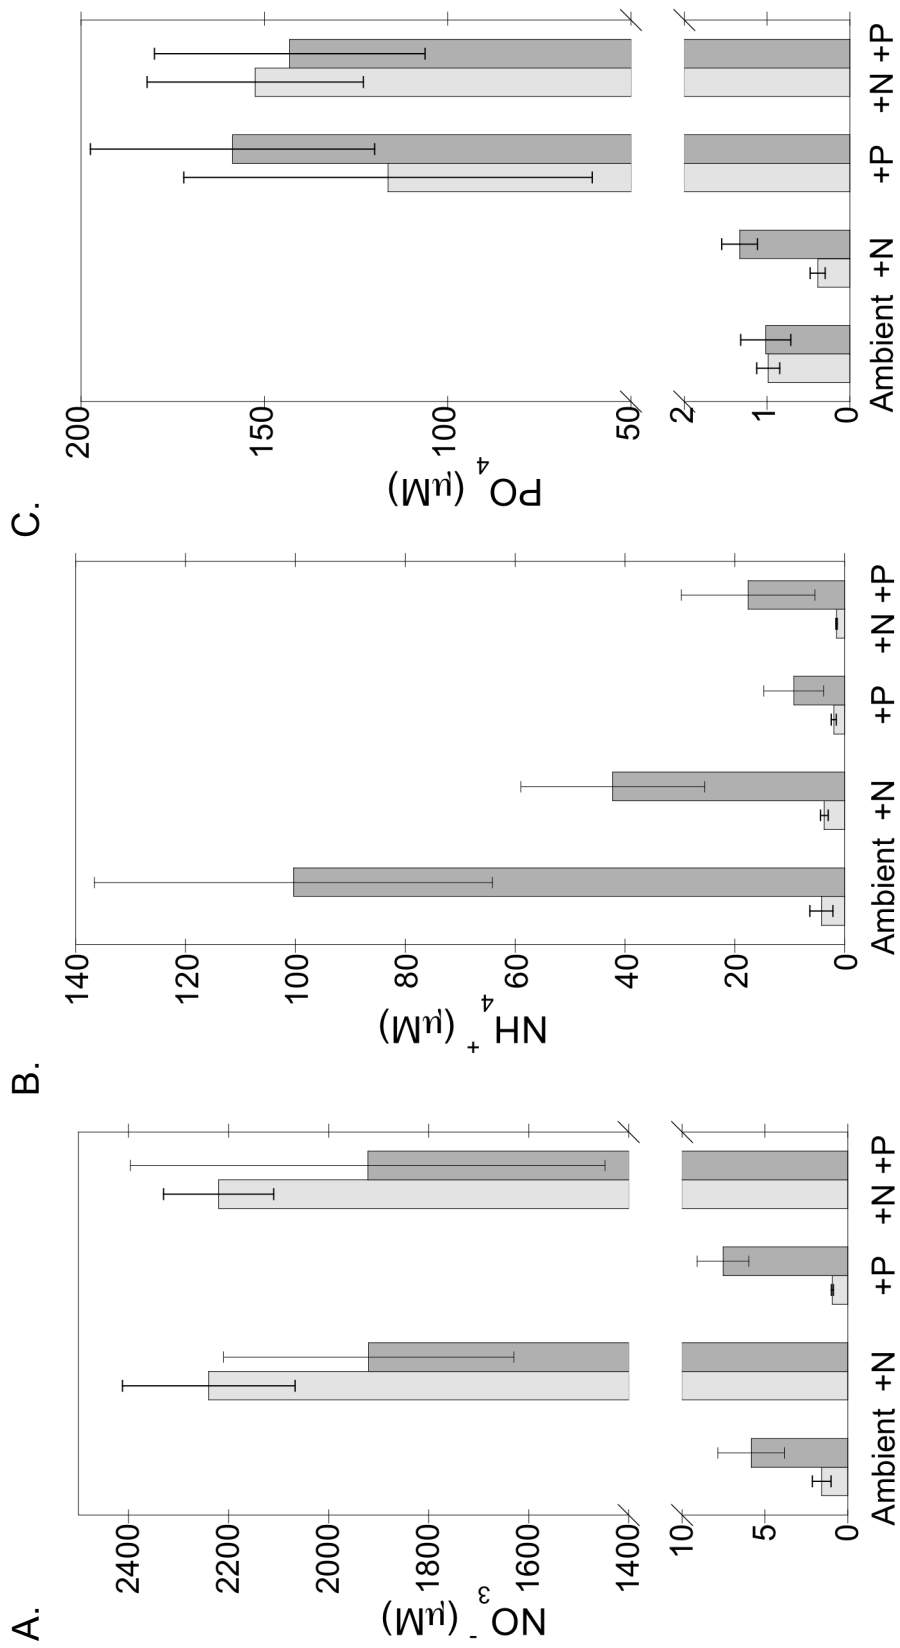 A.
NO3- (µM)
2400
2200
2000
1800
1600
1400
10
5
0
Ambient +N +P +N +P
B.
NH4+ (µM)
140
120
100
80
60
40
20
0
Ambient +N +P +N +P
C.
PO4 (µM)
200
150
100
50
2
1
0
Ambient +N +P +N +P